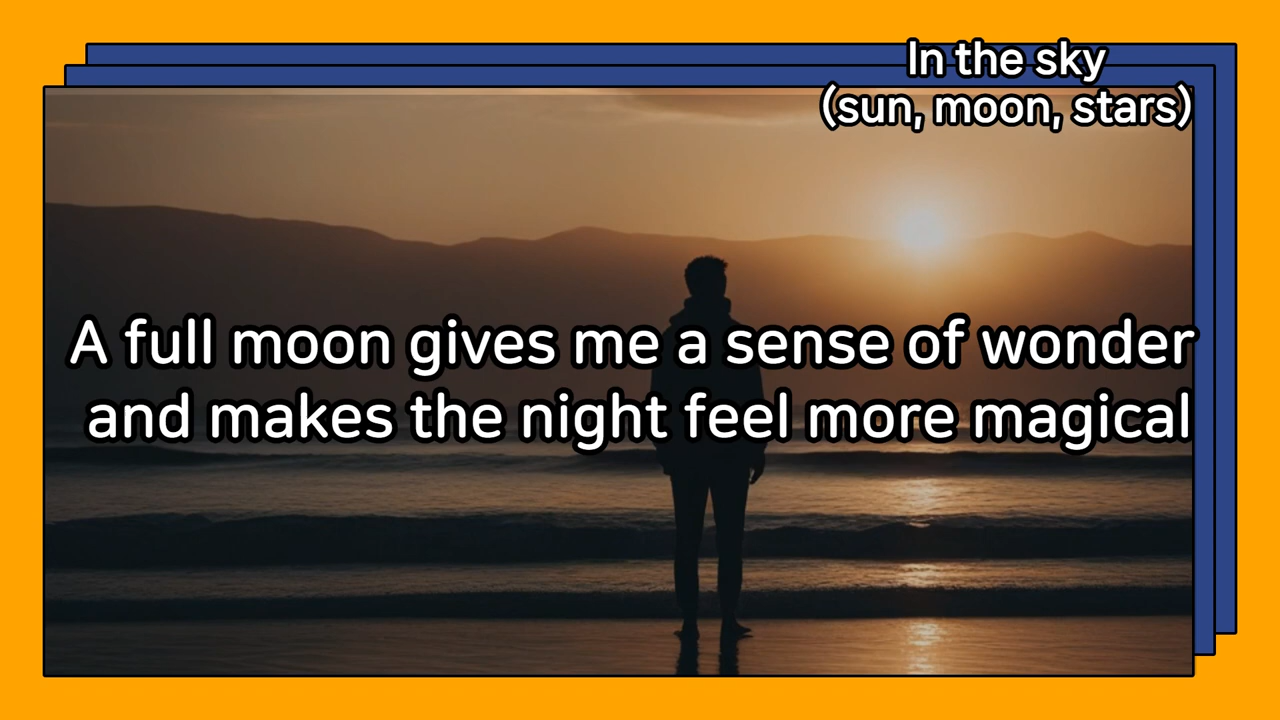 In the sky
(sun, moon, stars)
A full moon gives me a sense of wonder
and makes the night feel more magical